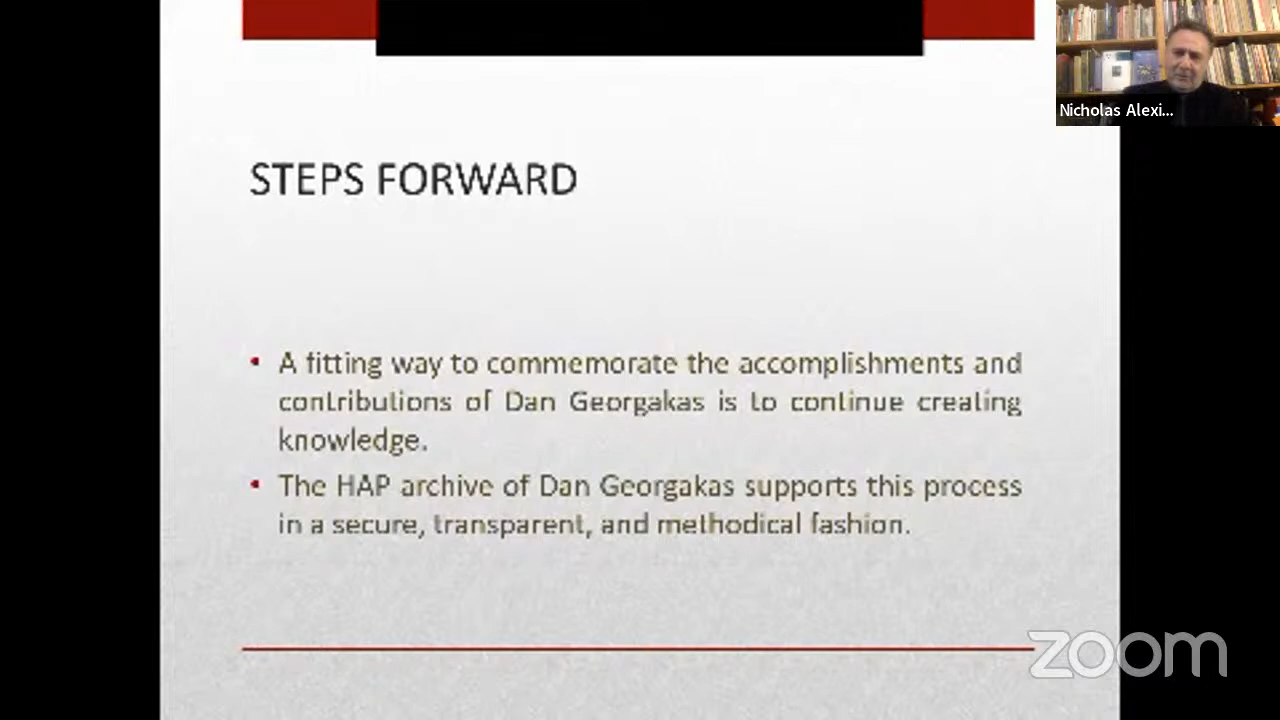 Nicholas Alexi...
STEPS FORWARD
• A fitting way to commemorate the accomplishments and
contributions of Dan Georgakas is to continue creating
knowledge.
• The HAP archive of Dan Georgakas supports this process
in a secure, transparent, and methodical fashion.
zoom